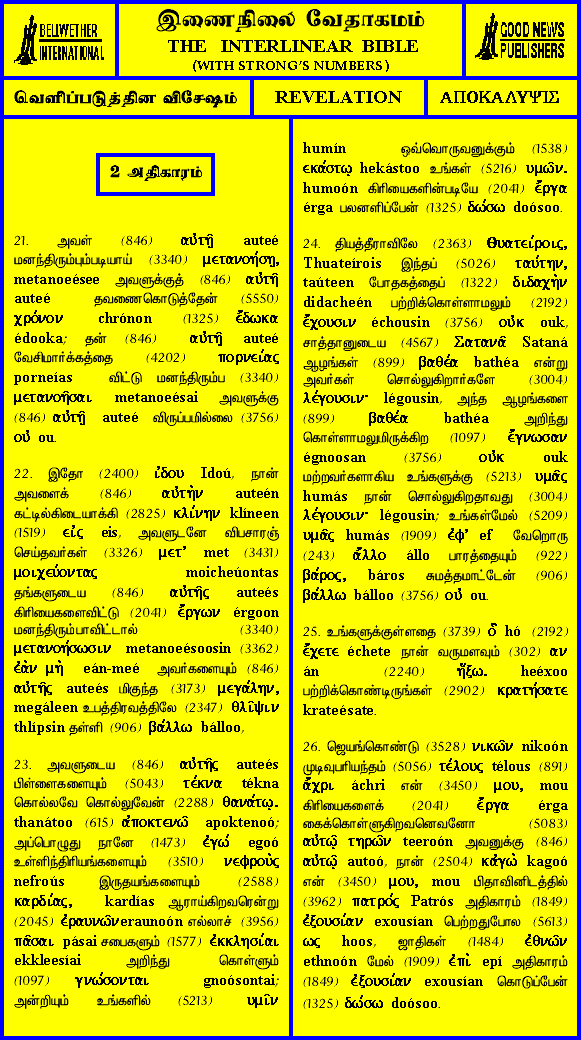 BELLWETHER
INTERNATIONAL
இணைநிலை வேதாகமம்
THE INTERLINEAR BIBLE
(WITH STRONG'S NUMBERS)
GOOD NEWS
PUBLISHERS
வெளிப்படுத்தின விசேஷம்
REVELATION
ΑΠΟΚΑΛΥΨΙΣ
2 அதிகாரம்
21. அவள் (846) αὐτῇ auteé
மனந்திரும்பும்படியாய் (3340) μετανοήσῃ,
metanoeésee அவளுக்குத் (846) αὐτῇ
auteé தவணைகொடுத்தேன் (5550)
χρόνον chrónon (1325) ἔδωκα
édooka; தன் (846) αὐτῇ auteé
வேசிமார்க்கத்தை (4202) πορνείας
porneías விட்டு மனந்திரும்ப (3340)
μετανοῆσαι metanoeésai அவளுக்கு
(846) αὐτῇ auteé விருப்பமில்லை (3756)
οὐ ou.
22. இதோ (2400) ἰδου Idoú, நான்
அவளைக் (846) αὐτὴν auteén
கட்டில்கிடையாக்கி (2825) κλίνην klíneen
(1519) εἰς eis, அவளுடனே விபசாரஞ்
செய்தவர்கள் (3326) μετ' met (3431)
μοιχεύοντας moicheúontas
தங்களுடைய (846) αὐτῆς auteés
கிரியைகளைவிட்டு (2041) ἔργων érgoon
மனந்திரும்பாவிட்டால் (3340)
μετανοήσωσιν metanoeésoosin (3362)
ἐὰν μὴ eán-meé அவர்களையும் (846)
αὐτῆς auteés மிகுந்த (3173) μεγάλην,
megáleen உபத்திரவத்திலே (2347) θλῖψιν
thlípsin தள்ளி (906) βάλλω bálloo,
23. அவளுடைய (846) αὐτῆς auteés
பிள்ளைகளையும் (5043) τέκνα tékna
கொல்லவே கொல்லுவேன் (2288) θανάτῳ.
thanátoo (615) ἀποκτενῶ apoktenoó;
அப்பொழுது நானே (1473) ἐγώ egoó
உள்ளிந்திரியங்களையும் (3510) νεφροὺς
nefroús இருதயங்களையும் (2588)
καρδίας, kardías ஆராய்கிறவரென்று
(2045) ἐραυνῶν eraunoón எல்லாச் (3956)
πᾶσαι pásai சபைகளும் (1577) ἐκκλησίαι
ekkleesíai அறிந்து கொள்ளும்
(1097) γνώσονται gnoósontai;
அன்றியும் உங்களில் (5213) υμῖν
humín ஒவ்வொருவனுக்கும் (1538)
ἑκάστῳ hekástoo உங்கள் (5216) υμῶν.
humoón கிரியைகளின்படியே (2041) ἔργα
érga பலனளிப்பேன் (1325) δώσω doósoo.
24. தியத்தீராவிலே (2363) Θυατείροις,
Thuateírois இந்தப் (5026) ταύτην,
taúteen போதகத்தைப் (1322) διδαχὴν
didacheén பற்றிக்கொள்ளாமலும் (2192)
ἔχουσιν échousin (3756) οὐκ ouk,
சாத்தானுடைய (4567) Σατανᾶ Sataná
ஆழங்கள் (899) βαθέα bathéa என்று
அவர்கள் சொல்லுகிறார்களே (3004)
λέγουσιν· légousin, அந்த ஆழங்களை
(899) βαθέα bathéa அறிந்து
கொள்ளாமலுமிருக்கிற (1097) ἔγνωσαν
égnoosan (3756) οὐκ ouk
மற்றவர்களாகிய உங்களுக்கு (5213) υμᾶς
humás நான் சொல்லுகிறதாவது (3004)
λέγουσιν· légousin; உங்கள்மேல் (5209)
υμᾶς humás (1909) ἐφ' ef வேறொரு
(243) ἄλλο állo பாரத்தையும் (922)
βάρος, báros சுமத்தமாட்டேன் (906)
βάλλω bálloo (3756) οὐ ou.
25. உங்களுக்குள்ளதை (3739) ὃ hó (2192)
ἔχετε échete நான் வருமளவும் (302) αν
án (2240) ἥξω. heéxoo
பற்றிக்கொண்டிருங்கள் (2902) κρατήσατε
krateésate.
26. ஜெயங்கொண்டு (3528) νικῶν nikoón
முடிவுபரியந்தம் (5056) τέλους télous (891)
ἄχρι áchri என் (3450) μου, mou
கிரியைகளைக் (2041) ἔργα érga
கைக்கொள்ளுகிறவனெவனோ (5083)
αὐτῷ τηρῶν teeroón அவனுக்கு (846)
αὐτῷ autoó, நான் (2504) κἀγὼ kagoó
என் (3450) μου, mou பிதாவினிடத்தில்
(3962) πατρός Patrós அதிகாரம் (1849)
ἐξουσίαν exousían பெற்றதுபோல (5613)
ως hoos, ஜாதிகள் (1484) ἐθνῶν
ethnoón மேல் (1909) ἐπὶ epí அதிகாரம்
(1849) ἐξουσίαν exousían கொடுப்பேன்
(1325) δώσω doósoo.